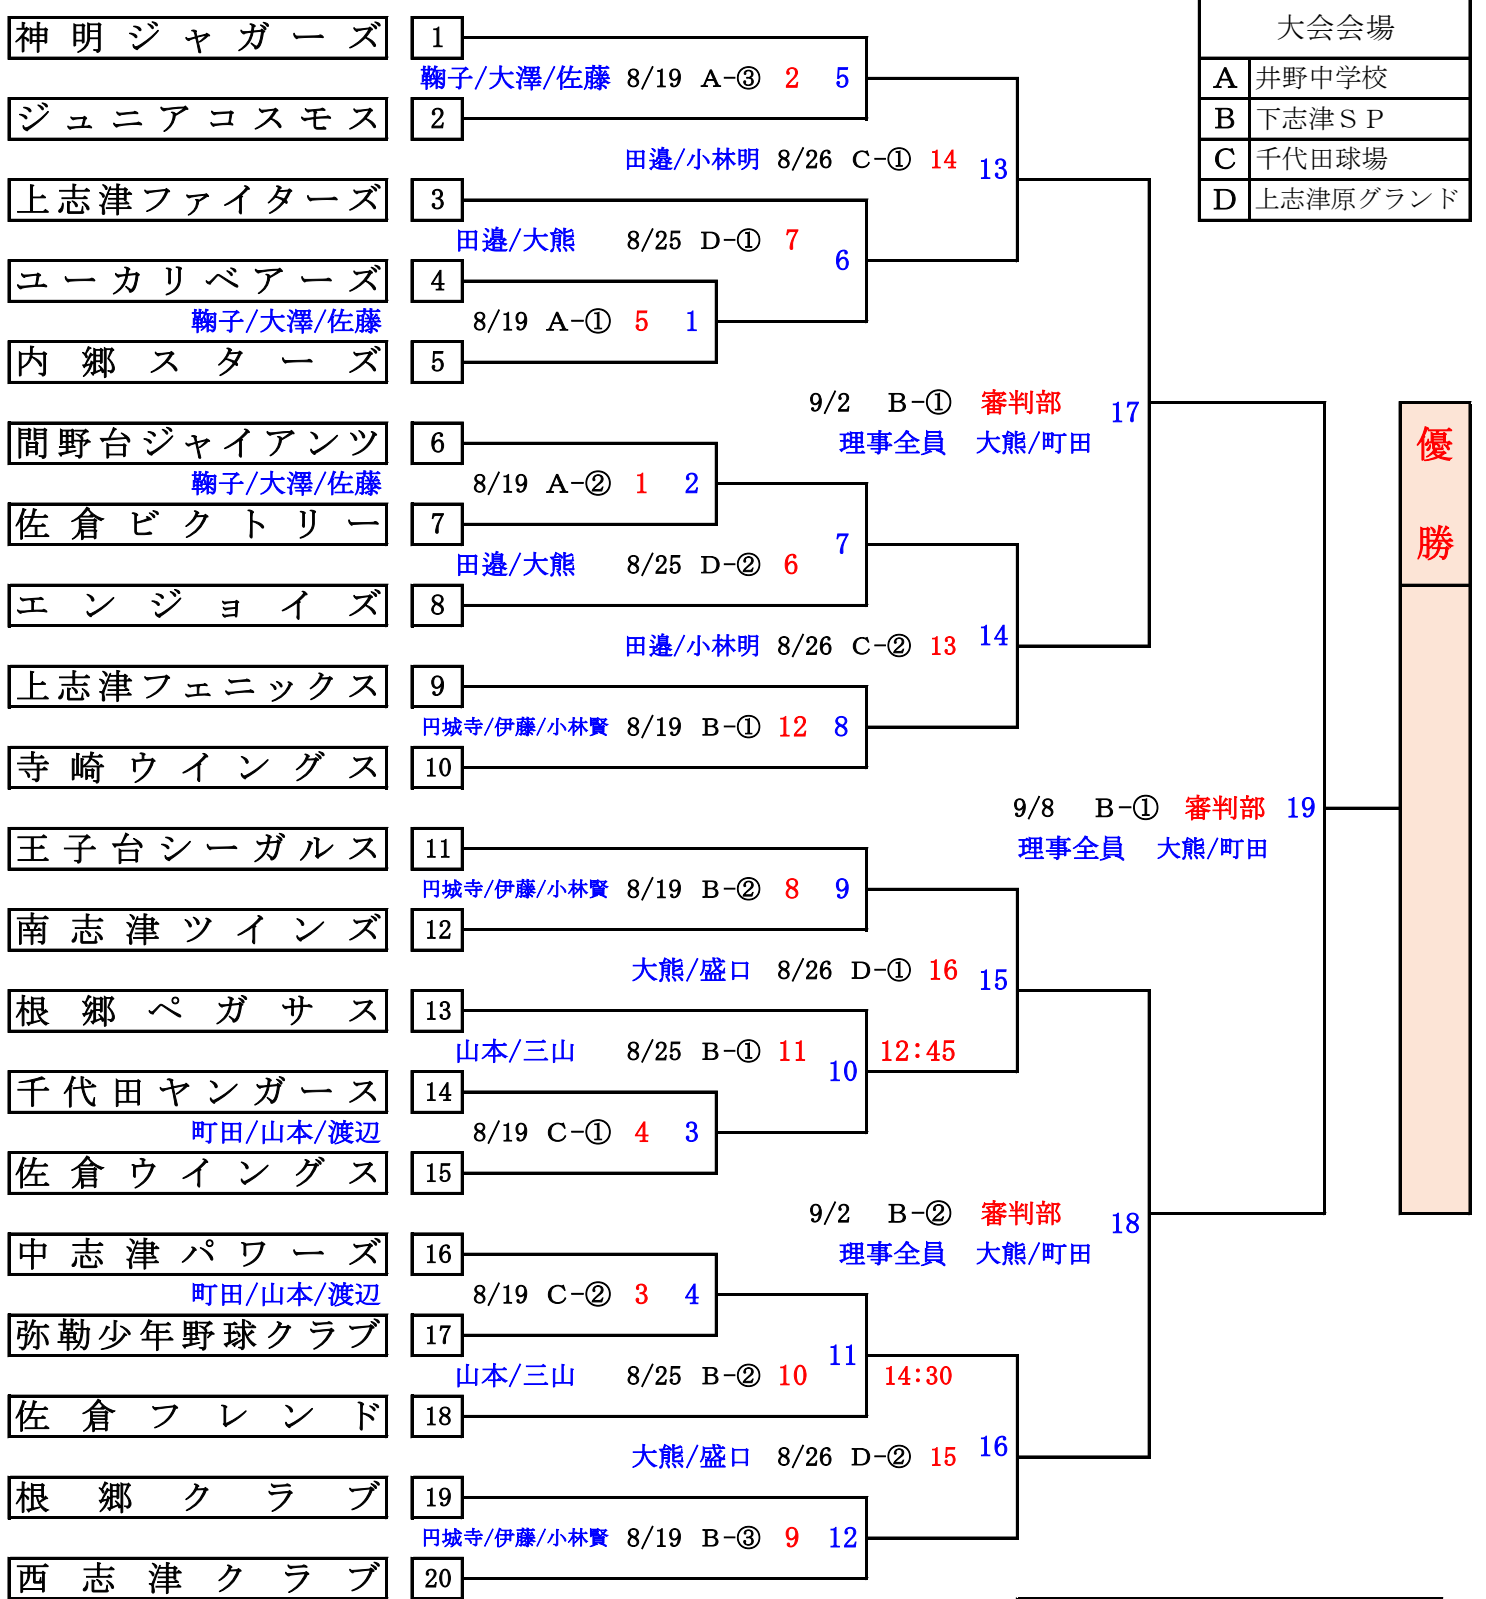 大会会場
神明ジャガーズ 1
鞠子/大澤/佐藤 8/19 A-③ 2 5
A 井野中学校
ジュニアコスモス 2
B 下志津ＳＰ
田邉/小林明 8/26 C-① 14 13
C 千代田球場
上志津ファイターズ 3
D 上志津原グランド
田邉/大熊 8/25 D-① 7 6
ユーカリベアーズ 4
鞠子/大澤/佐藤 8/19 A-① 5 1
内郷スターズ 5
9/2 B-① 審判部 17
理事全員 大熊/町田
優勝
間野台ジャイアンツ 6
鞠子/大澤/佐藤 8/19 A-② 1 2
佐倉ビクトリー 7
田邉/大熊 8/25 D-② 6 7
エンジョイズ 8
田邉/小林明 8/26 C-② 13 14
上志津フェニックス 9
円城寺/伊藤/小林賢 8/19 B-① 12 8
寺崎ウイングス 10
9/8 B-① 審判部 19
理事全員 大熊/町田
王子台シーガルス 11
円城寺/伊藤/小林賢 8/19 B-② 8 9
南志津ツインズ 12
大熊/盛口 8/26 D-① 16 15
根郷ペガサス 13
山本/三山 8/25 B-① 11 10 12:45
千代田ヤンガース 14
町田/山本/渡辺 8/19 C-① 4 3
佐倉ウイングス 15
9/2 B-② 審判部 18
理事全員 大熊/町田
中志津パワーズ 16
町田/山本/渡辺 8/19 C-② 3 4
弥勒少年野球クラブ 17
山本/三山 8/25 B-② 10 11 14:30
佐倉フレンド 18
大熊/盛口 8/26 D-② 15 16
根郷クラブ 19
円城寺/伊藤/小林賢 8/19 B-③ 9 12
西志津クラブ 20